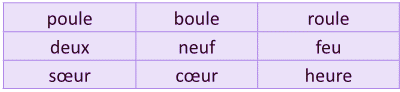 poule boule roule
deux neuf feu
sœur cœur heure